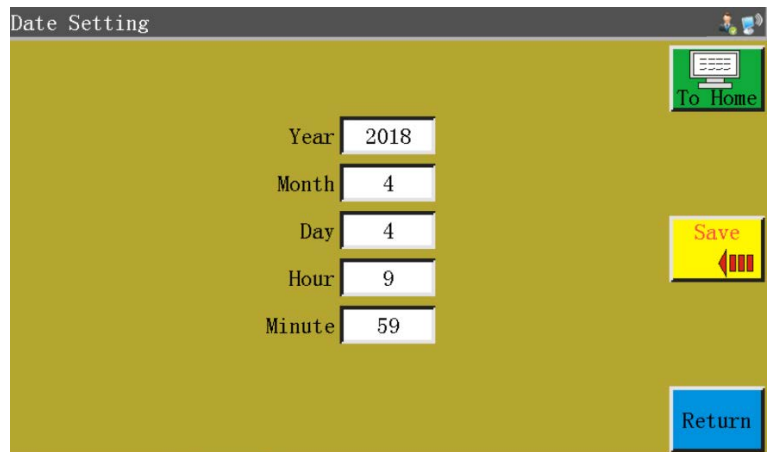 Date Setting
To Home
Year 2018
Month 4
Day 4
Save
Hour 9
Minute 59
Return